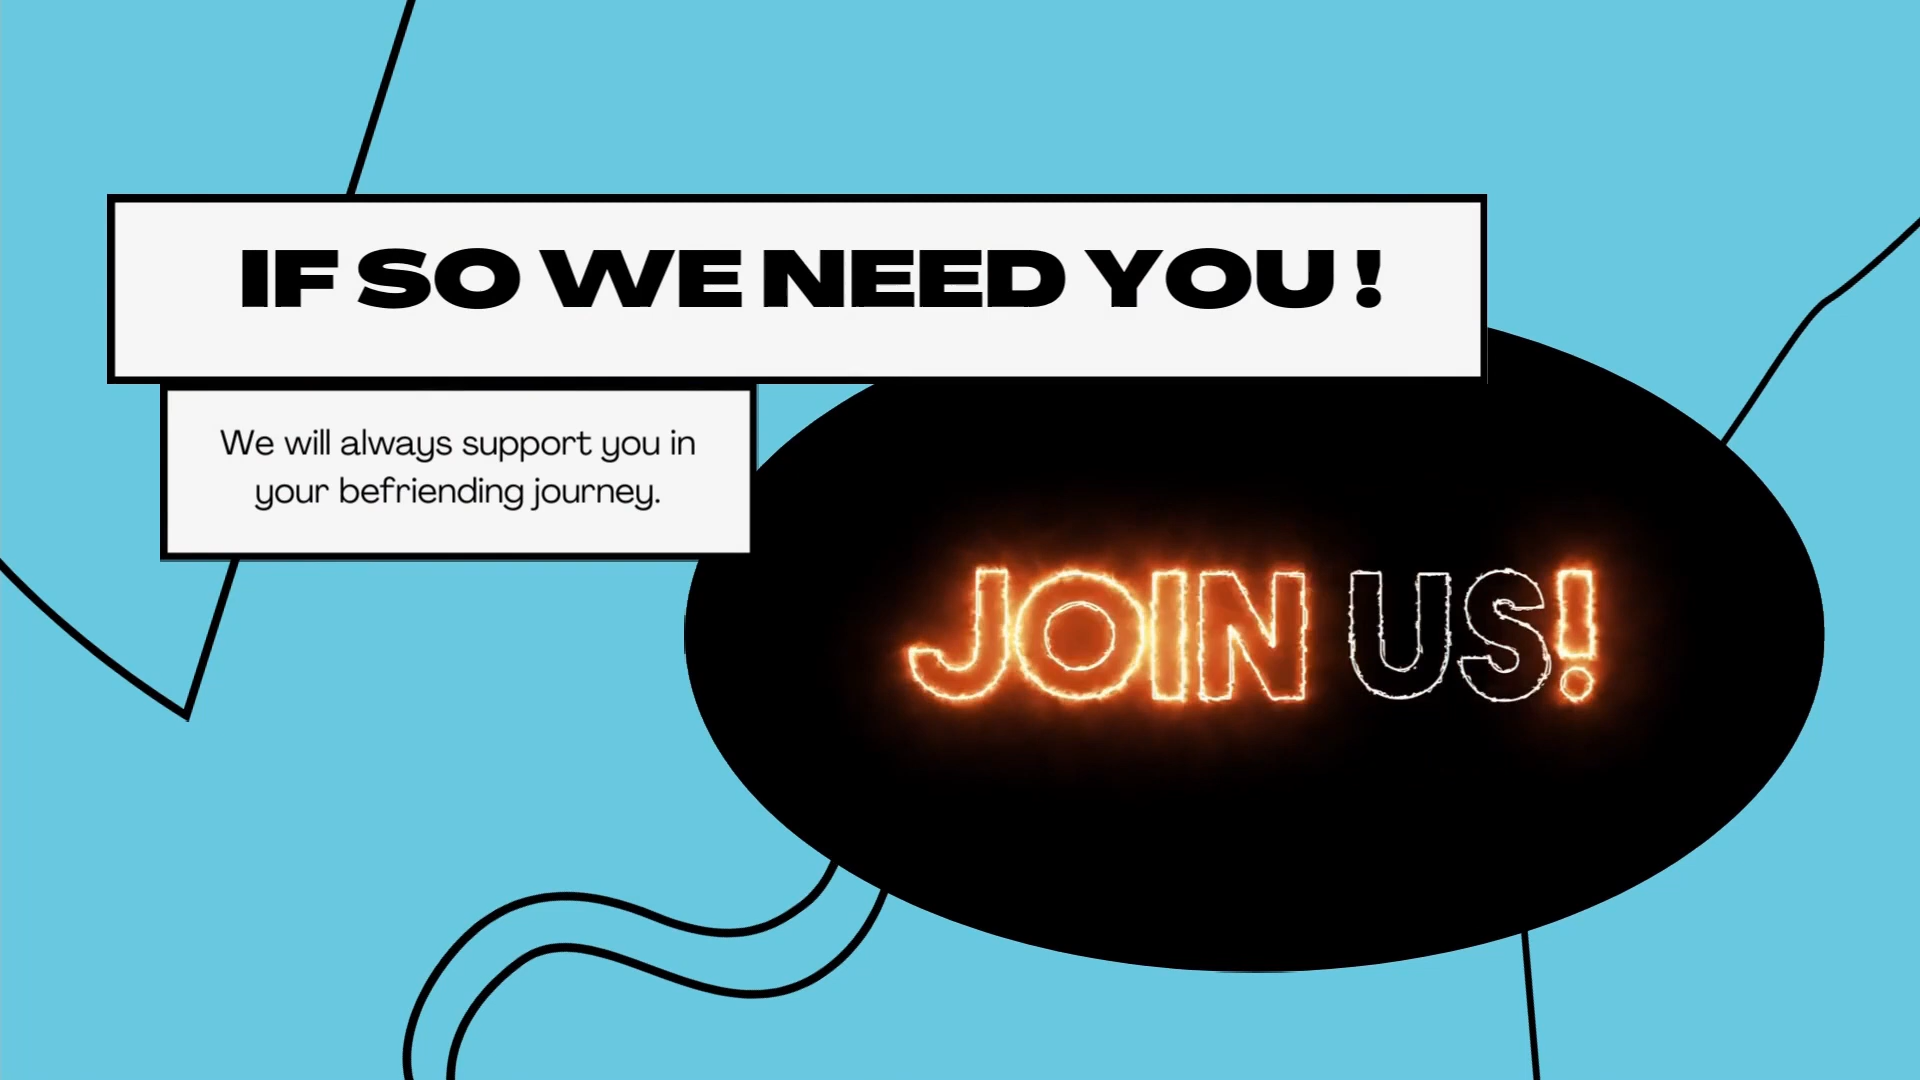 IF SO WE NEED YOU !
We will always support you in
your befriending journey.
JOIN US!